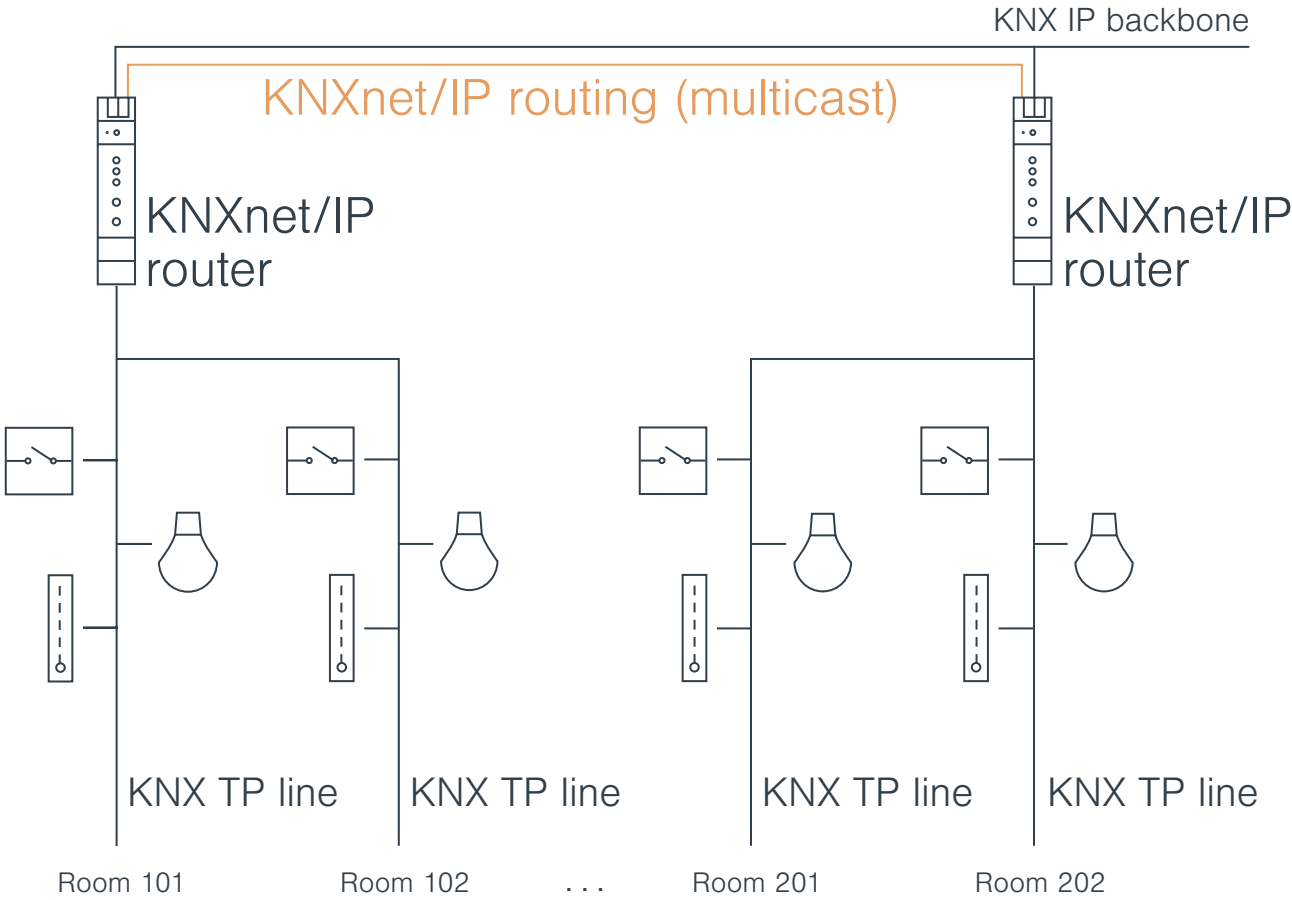 KNX IP backbone
KNXnet/IP routing (multicast)
KNXnet/IP
router
KNXnet/IP
router
KNX TP line
KNX TP line
KNX TP line
KNX TP line
Room 101
Room 102
...
Room 201
Room 202